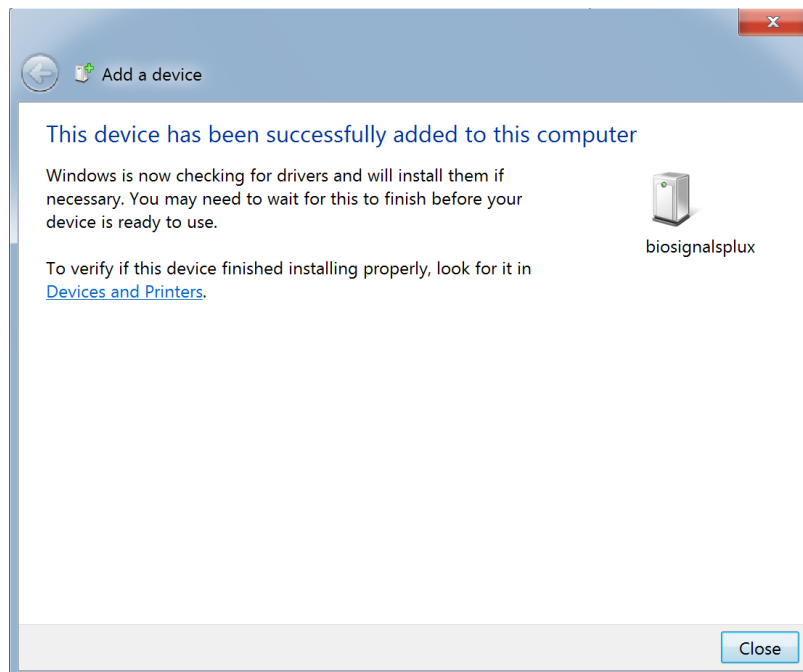 Add a device
This device has been successfully added to this computer
Windows is now checking for drivers and will install them if
necessary. You may need to wait for this to finish before your
device is ready to use.
biosignalsplux
To verify if this device finished installing properly, look for it in
Devices and Printers.
Close